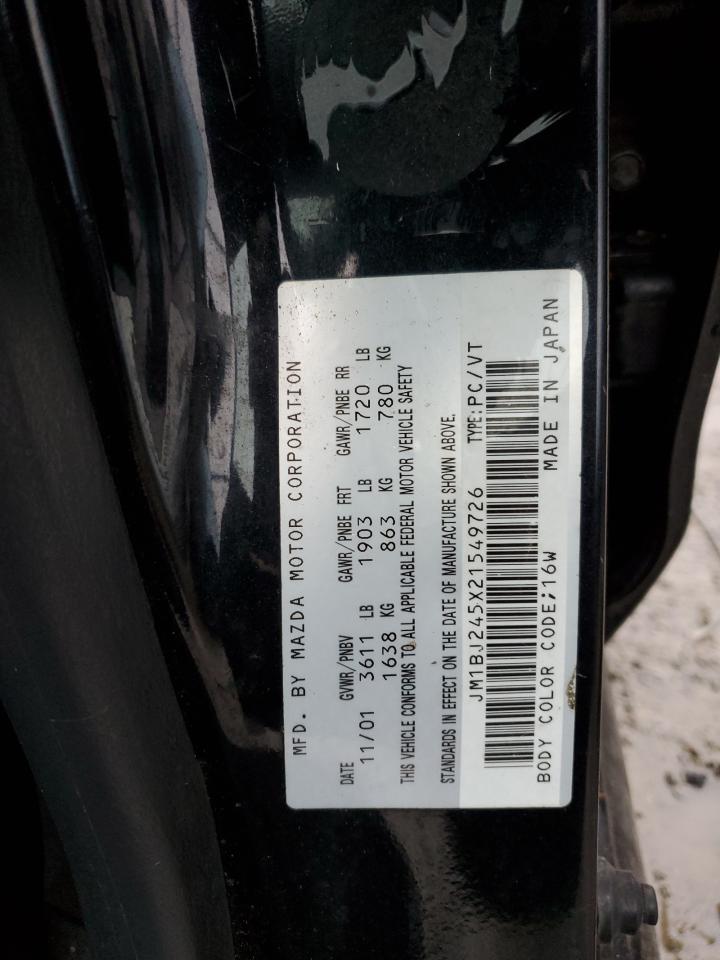 MFD. BY MAZDA MOTOR CORPORATION
DATE GVWR/PNBV GAWR/PNBE FRT GAWR/PNBE RR
11/01 3611 LB 1903 LB 1720 LB
1638 KG 863 KG 780 KG
THIS VEHICLE CONFORMS TO ALL APPLICABLE FEDERAL MOTOR VEHICLE SAFETY
STANDARDS IN EFFECT ON THE DATE OF MANUFACTURE SHOWN ABOVE.
JM1BJ245X21549726 TYPE:PC/VT
BODY COLOR CODE;16W MADE IN JAPAN